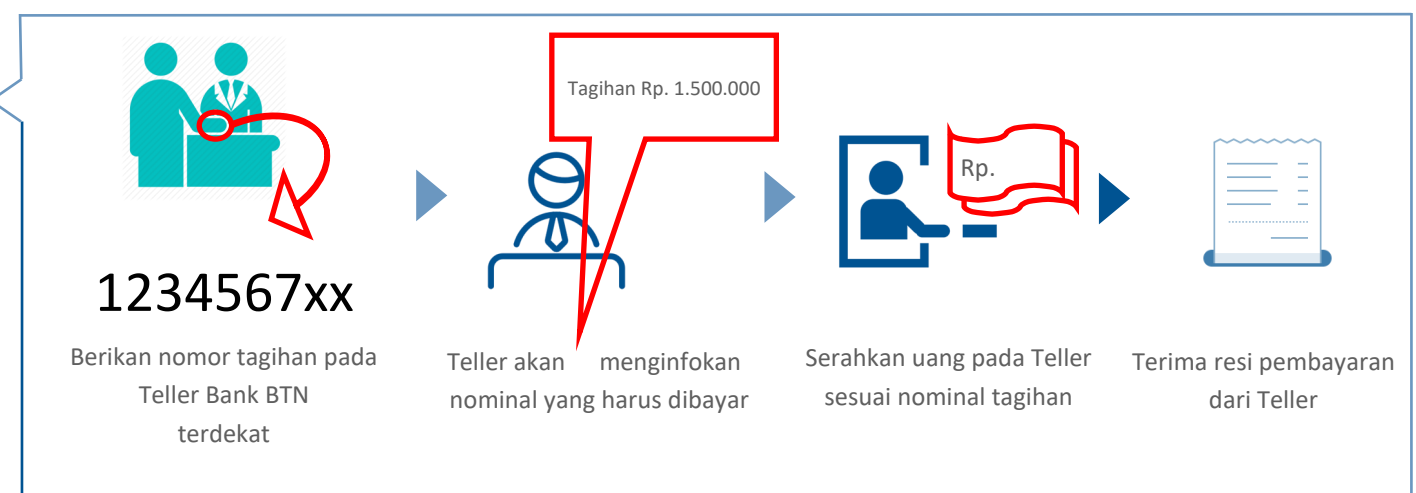 Tagihan Rp. 1.500.000
Rp.
1234567xx
Berikan nomor tagihan pada
Teller Bank BTN
terdekat
Teller akan menginfokan
nominal yang harus dibayar
Serahkan uang pada Teller
sesuai nominal tagihan
Terima resi pembayaran
dari Teller